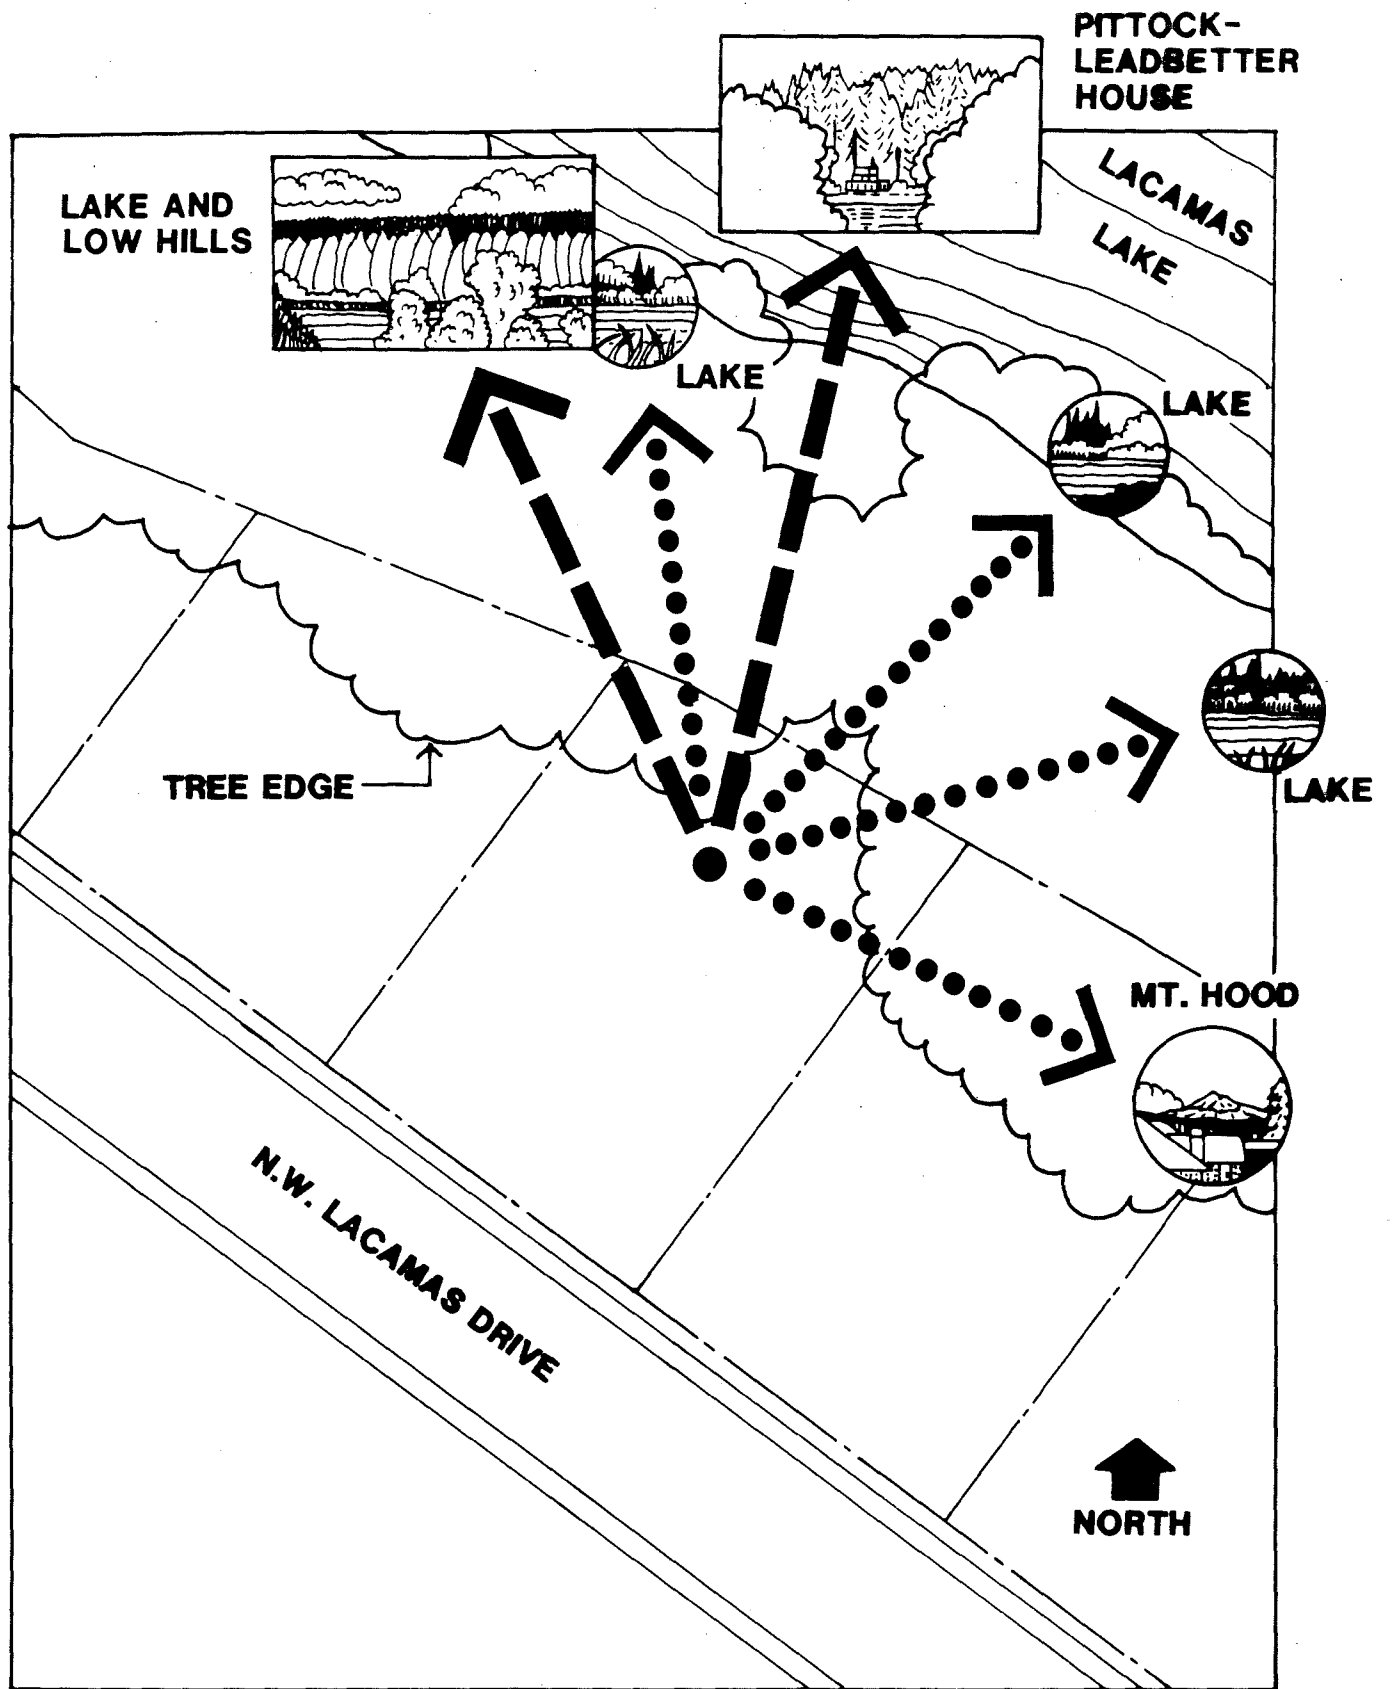 PITTOCK-
LEADBETTER
HOUSE
LACAMAS
LAKE
LAKE AND
LOW HILLS
LAKE
LAKE
LAKE
TREE EDGE
MT. HOOD
N.W. LACAMAS DRIVE
NORTH